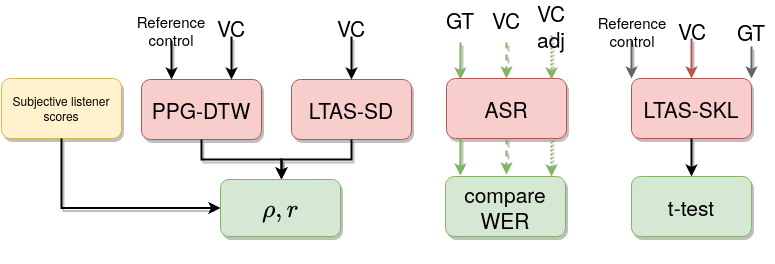 Reference
control
VC
VC
GT
VC
VC
adj
Reference
control
VC
GT
Subjective listener
scores
PPG-DTW
LTAS-SD
ASR
LTAS-SKL
ρ, r
compare
WER
t-test